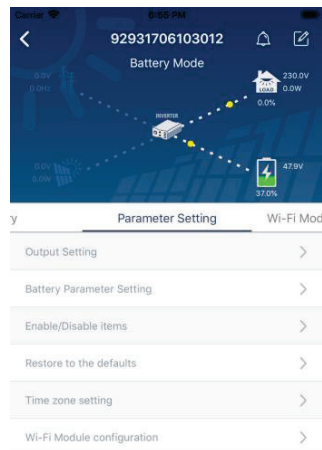 Carrier 6:55 PM
92931706103012
Battery Mode
0.0V
0.0Hz
230.0V
LOAD 0.0W
0.0%
INVERTER
0.0V
0.0W
47.9V
37.0%
y Parameter Setting Wi-Fi Mod
Output Setting
Battery Parameter Setting
Enable/Disable items
Restore to the defaults
Time zone setting
Wi-Fi Module configuration